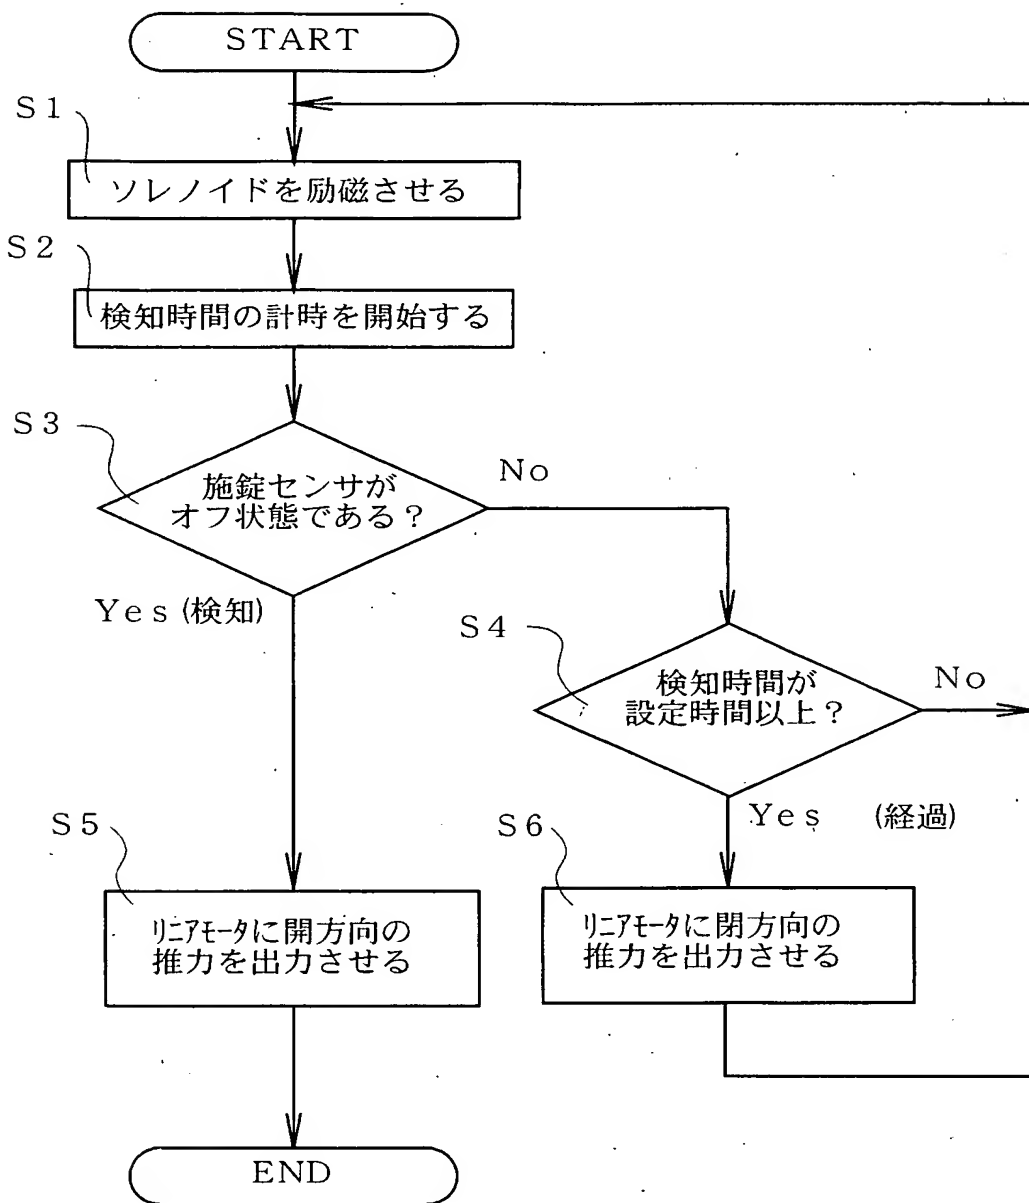 START
S1
ソレノイドを励磁させる
S2
検知時間の計時を開始する
S3
施錠センサが
オフ状態である?
No
Yes (検知)
S4
検知時間が
設定時間以上?
No
Yes (経過)
S5
リニアモータに開方向の
推力を出力させる
S6
リニアモータに閉方向の
推力を出力させる
END